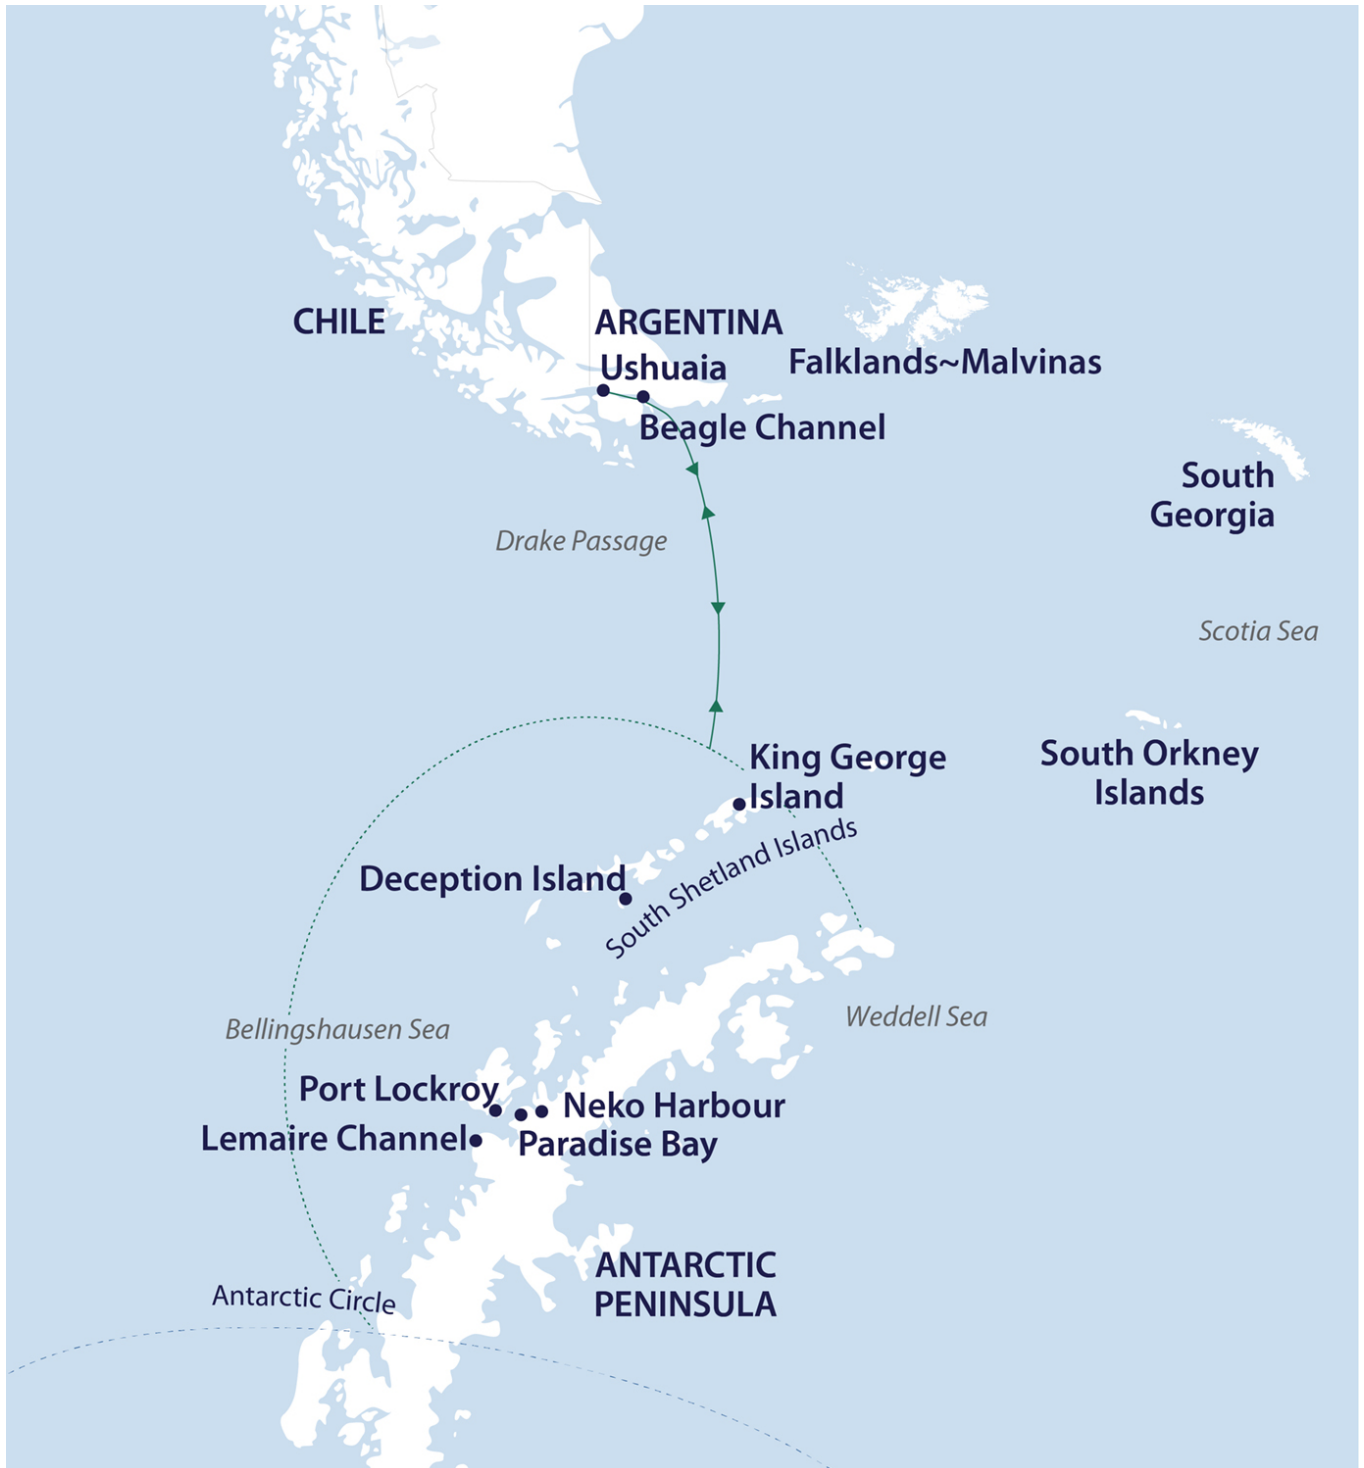 CHILE
ARGENTINA
Ushuaia
Falklands~Malvinas
Beagle Channel
South
Georgia
Drake Passage
Scotia Sea
King George
Island
South Orkney
Islands
South Shetland Islands
Deception Island
Weddell Sea
Bellingshausen Sea
Port Lockroy
Neko Harbour
Lemaire Channel
Paradise Bay
ANTARCTIC
PENINSULA
Antarctic Circle